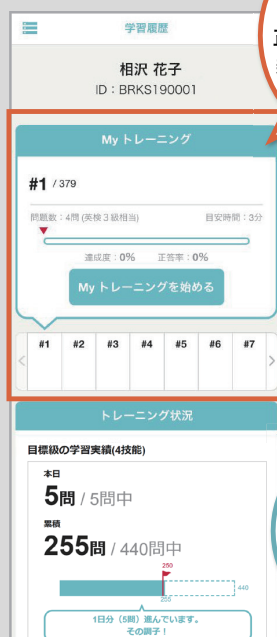 学習履歴
相沢 花子
ID：BRKS190001
My トレーニング
#1 / 379
問題数：4問 (英検３級相当) 目安時間：3分
達成度：0% 正答率：0%
My トレーニングを始める
#1 #2 #3 #4 #5 #6 #7
トレーニング状況
目標級の学習実績(4技能)
本日
5問 / 5問中
累積
255問 / 440問中
250
440
255
1日分（5問）進んでいます。
その調子！